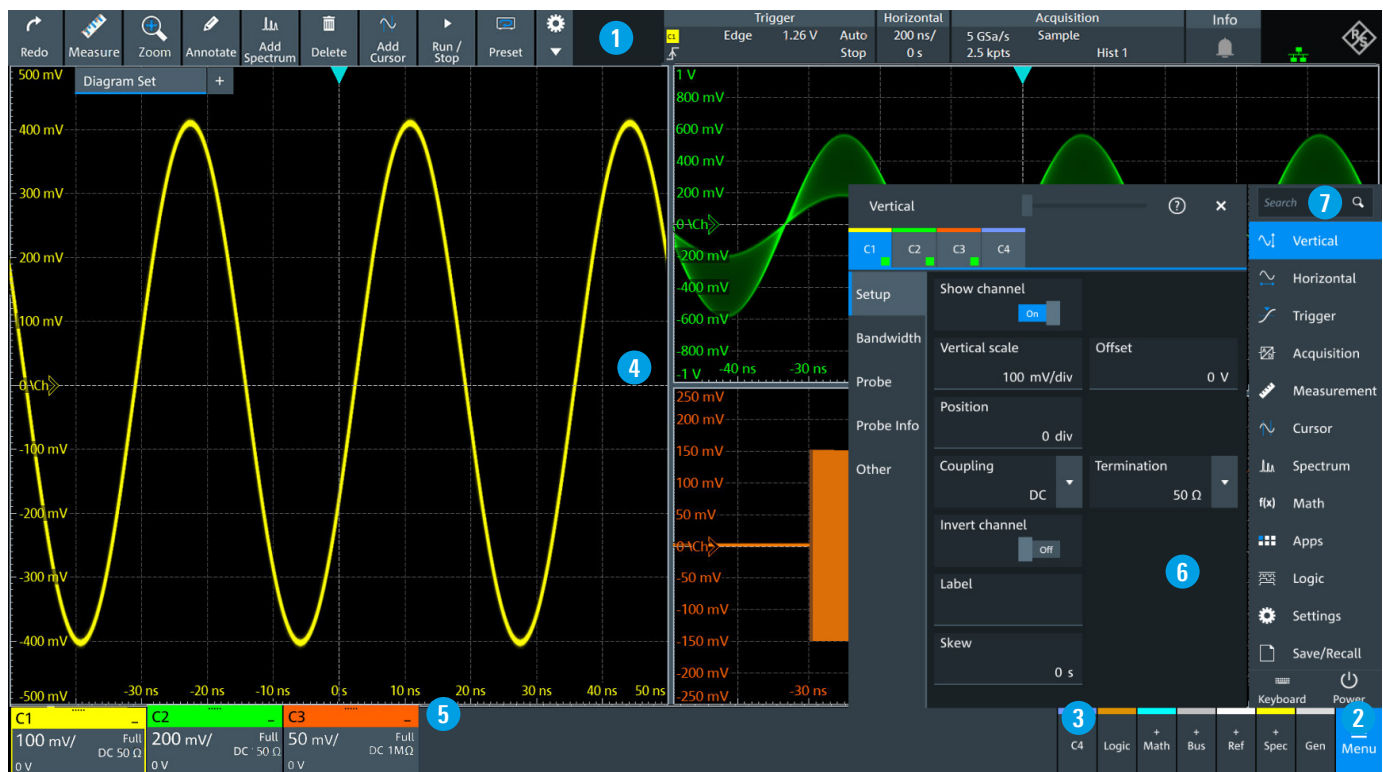 Redo
Measure
Zoom
Annotate
Add
Spectrum
Delete
Add
Cursor
Run /
Stop
Preset
1
C1
Trigger
Edge 1.26 V Auto
Stop
Horizontal
200 ns/
0 s
Acquisition
5 GSa/s Sample
2.5 kpts Hist 1
Info
R&S
Diagram Set +
500 mV
400 mV
300 mV
200 mV
100 mV
0 \Ch
-100 mV
-200 mV
-300 mV
-400 mV
-500 mV
-30 ns -20 ns -10 ns 0 s 10 ns 20 ns 30 ns 40 ns 50 ns
4
1 V
800 mV
600 mV
400 mV
200 mV
0 \Ch
-200 mV
-400 mV
-600 mV
-800 mV
-1 V
-40 ns -30 ns
250 mV
200 mV
150 mV
100 mV
50 mV
0 \Ch
-50 mV
-100 mV
-150 mV
-200 mV
-250 mV
-30 ns
Vertical ? ×
C1 C2 C3 C4
Setup
Bandwidth
Probe
Probe Info
Other
Show channel
On
Vertical scale
100 mV/div
Offset
0 V
Position
0 div
Coupling
DC
Termination
50 Ω
Invert channel
Off
Label
Skew
0 s
6
Search 7
Vertical
Horizontal
Trigger
Acquisition
Measurement
Cursor
Spectrum
f(x) Math
Apps
Logic
Settings
Save/Recall
Keyboard Power
C1
100 mV/ Full
DC 50 Ω
0 V
C2
200 mV/ Full
DC 50 Ω
0 V
C3
50 mV/ Full
DC 1MΩ
0 V
5
3
C4
Logic
+
Math
+
Bus
+
Ref
+
Spec
Gen
2
Menu